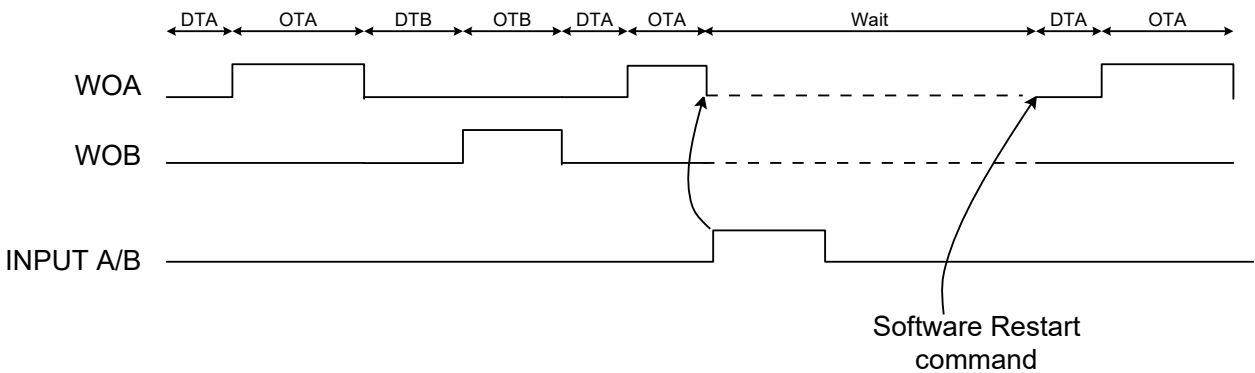 DTA OTA DTB OTB DTA OTA Wait DTA OTA
WOA
WOB
INPUT A/B
Software Restart
command